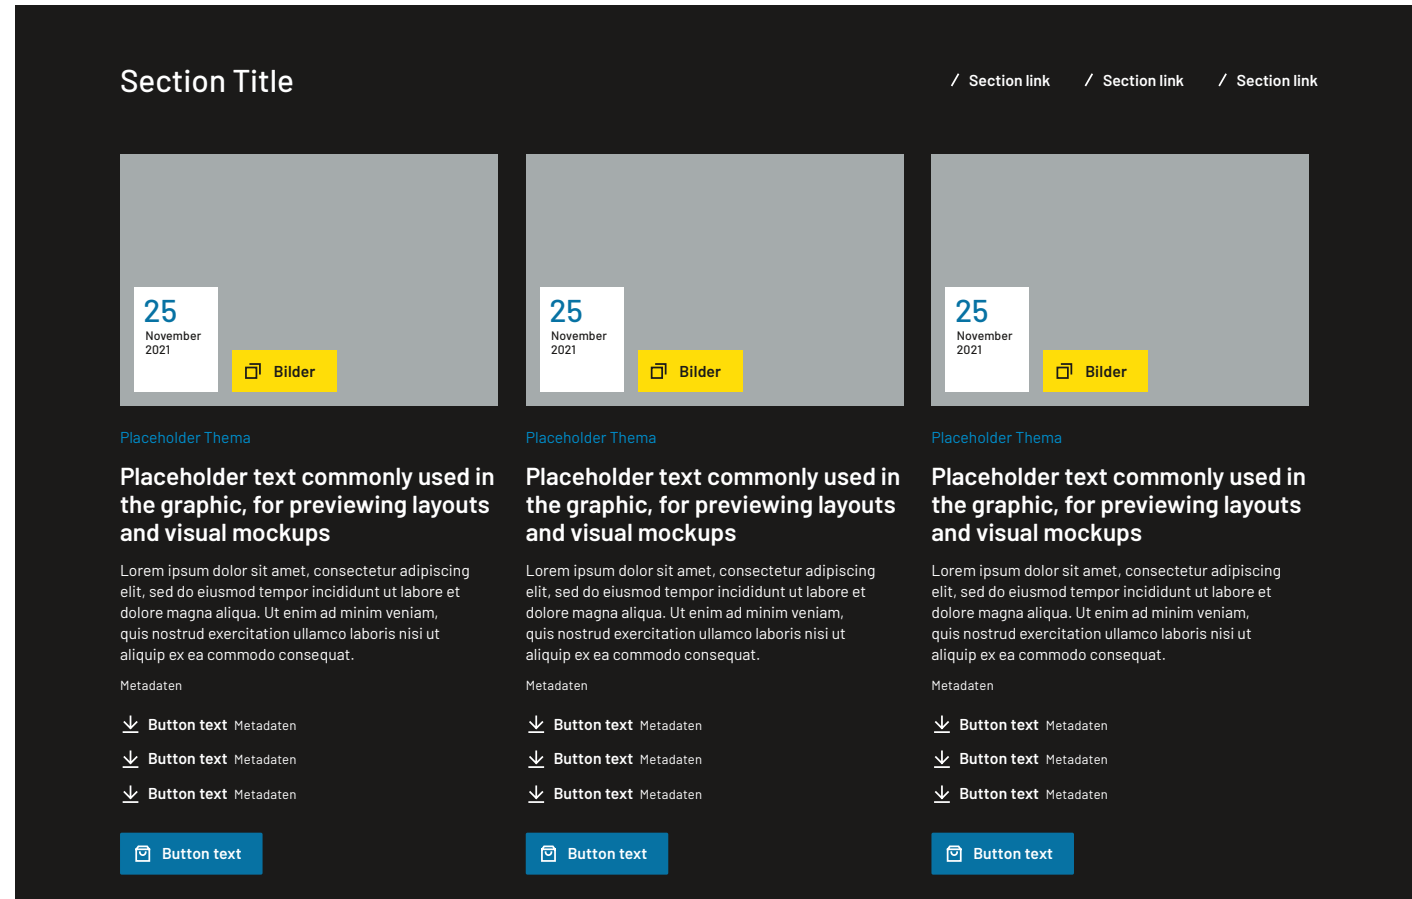 Section Title
/ Section link / Section link / Section link
25
November
2021
Bilder
25
November
2021
Bilder
25
November
2021
Bilder
Placeholder Thema
Placeholder text commonly used in
the graphic, for previewing layouts
and visual mockups
Lorem ipsum dolor sit amet, consectetur adipiscing
elit, sed do eiusmod tempor incididunt ut labore et
dolore magna aliqua. Ut enim ad minim veniam,
quis nostrud exercitation ullamco laboris nisi ut
aliquip ex ea commodo consequat.
Metadaten
Button text Metadaten
Button text Metadaten
Button text Metadaten
Button text
Placeholder Thema
Placeholder text commonly used in
the graphic, for previewing layouts
and visual mockups
Lorem ipsum dolor sit amet, consectetur adipiscing
elit, sed do eiusmod tempor incididunt ut labore et
dolore magna aliqua. Ut enim ad minim veniam,
quis nostrud exercitation ullamco laboris nisi ut
aliquip ex ea commodo consequat.
Metadaten
Button text Metadaten
Button text Metadaten
Button text Metadaten
Button text
Placeholder Thema
Placeholder text commonly used in
the graphic, for previewing layouts
and visual mockups
Lorem ipsum dolor sit amet, consectetur adipiscing
elit, sed do eiusmod tempor incididunt ut labore et
dolore magna aliqua. Ut enim ad minim veniam,
quis nostrud exercitation ullamco laboris nisi ut
aliquip ex ea commodo consequat.
Metadaten
Button text Metadaten
Button text Metadaten
Button text Metadaten
Button text